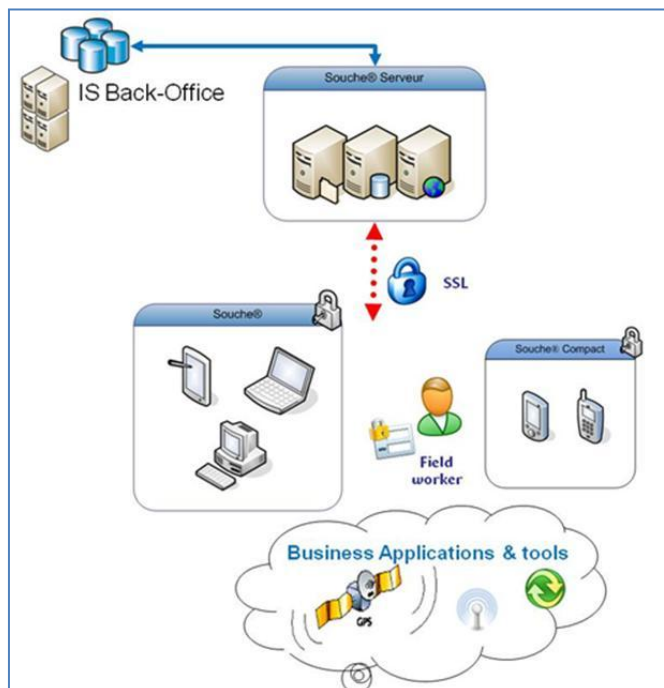 IS Back-Office
Souche® Serveur
SSL
Souche®
Souche® Compact
Field
worker
Business Applications & tools
GPS